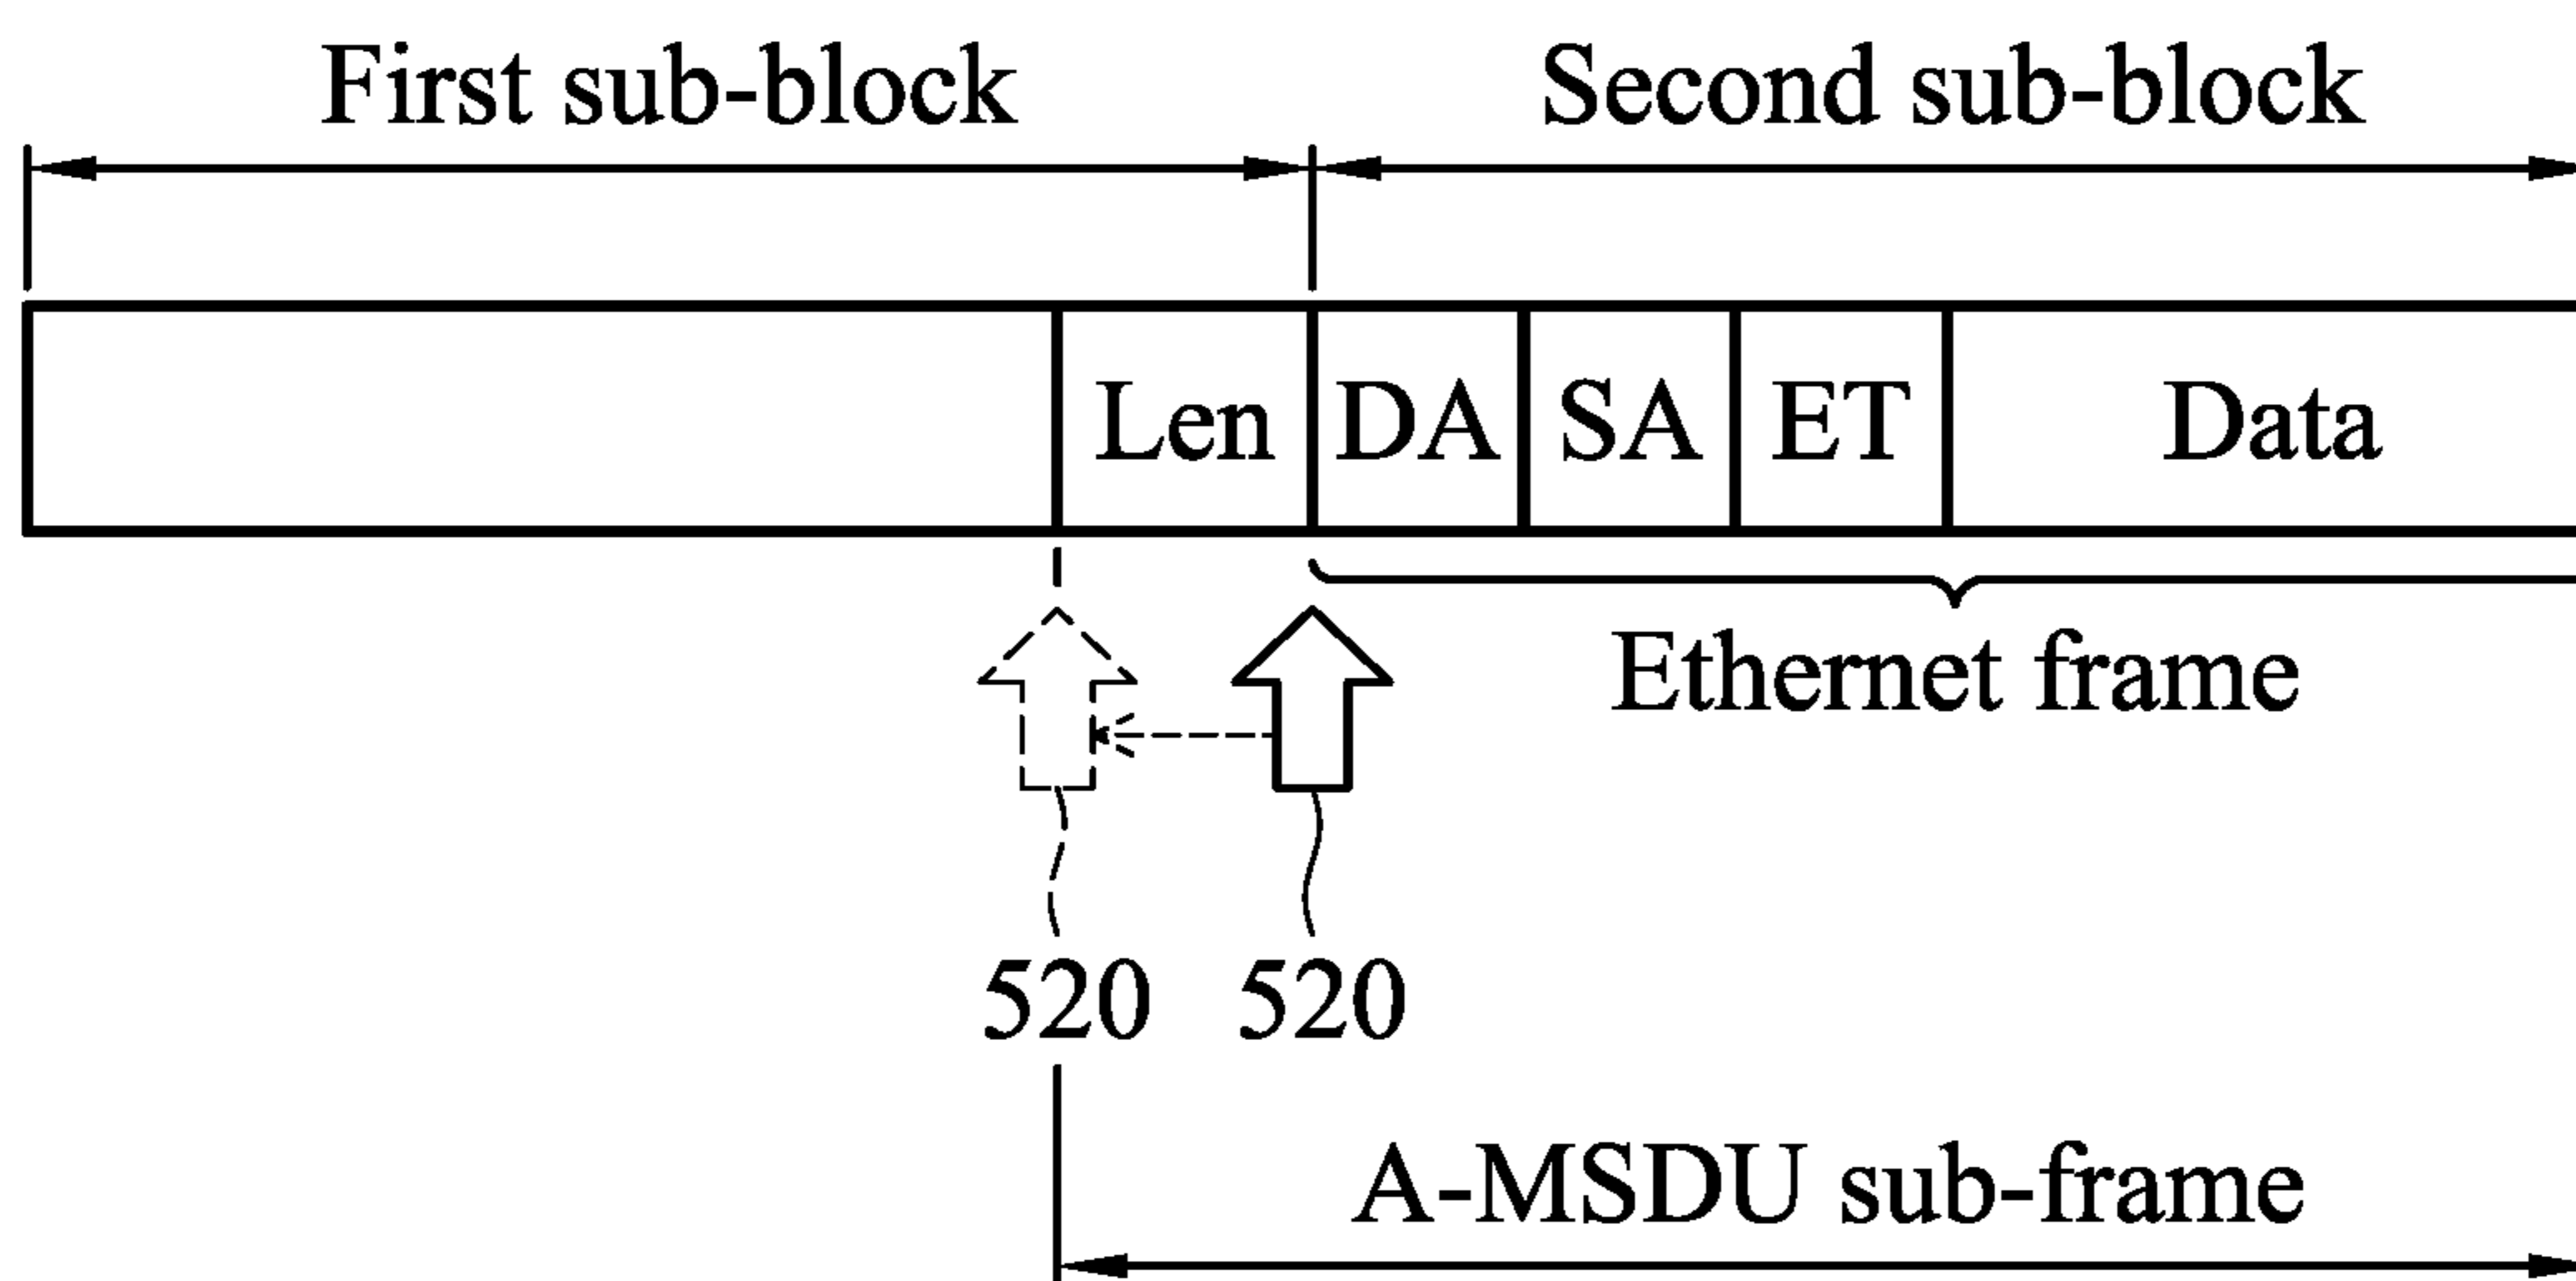 First sub-block Second sub-block
Len DA SA ET Data
Ethernet frame
520 520
A-MSDU sub-frame